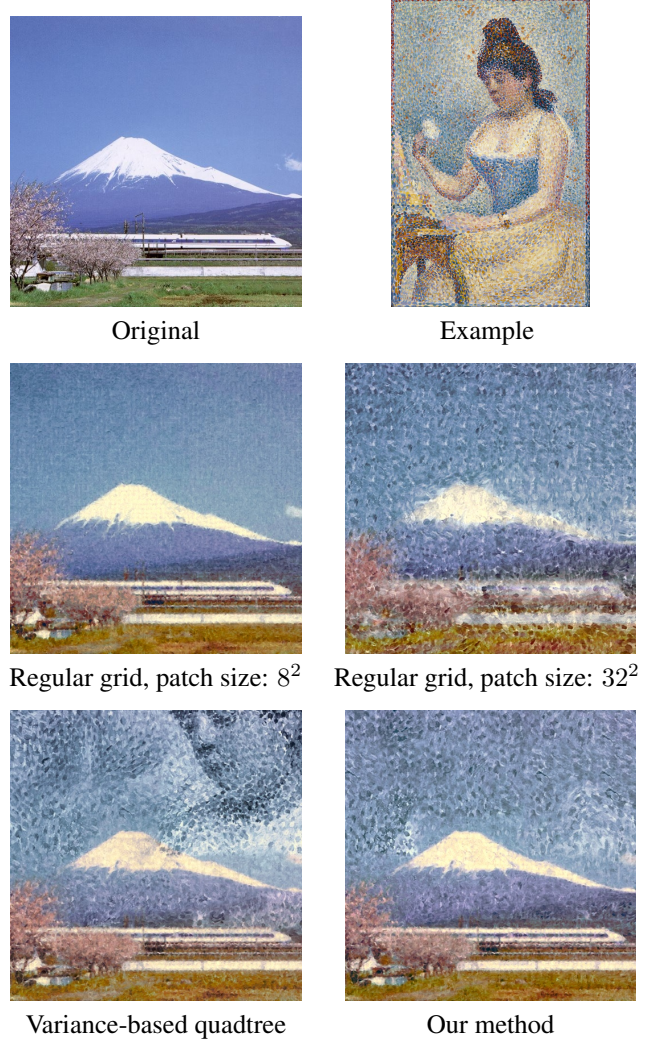 Original
Example
Regular grid, patch size: 8²
Regular grid, patch size: 32²
Variance-based quadtree
Our method